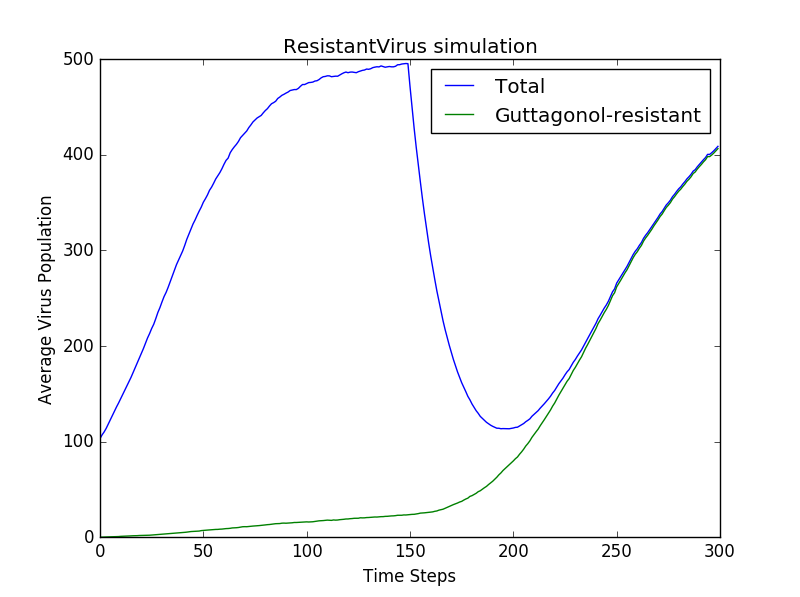 ResistantVirus simulation
Total
Guttagonol-resistant
Average Virus Population
500
400
300
200
100
0
0 50 100 150 200 250 300
Time Steps